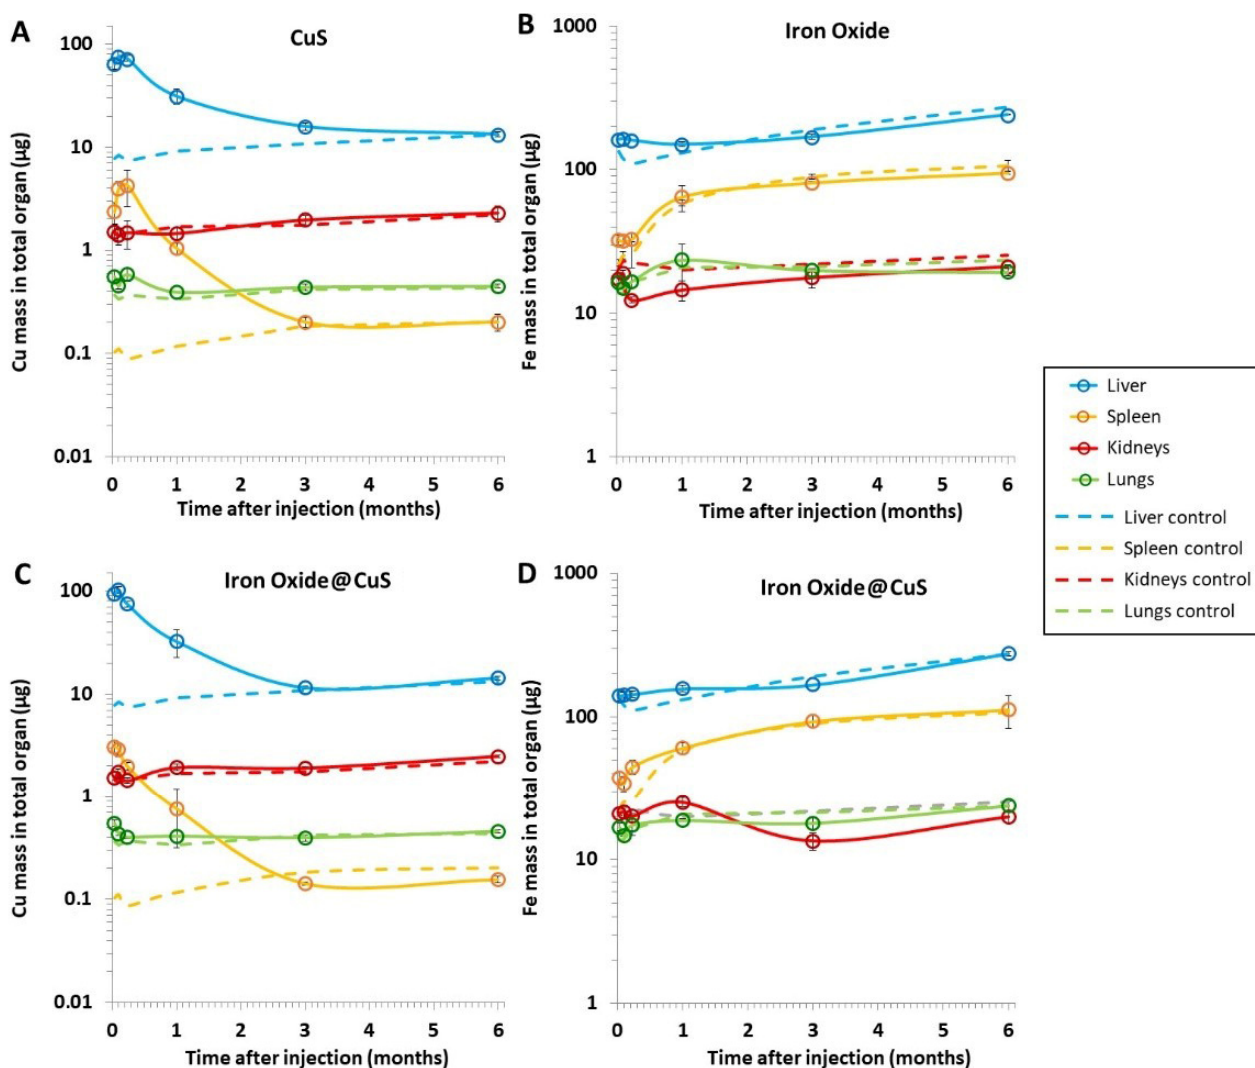 A
CuS
Cu mass in total organ (µg)
100
10
1
0.1
0.01
0 1 2 3 4 5 6
Time after injection (months)
B
Iron Oxide
Fe mass in total organ (µg)
1000
100
10
1
0 1 2 3 4 5 6
Time after injection (months)
Liver
Spleen
Kidneys
Lungs
Liver control
Spleen control
Kidneys control
Lungs control
C
Iron Oxide@CuS
Cu mass in total organ (µg)
100
10
1
0.1
0.01
0 1 2 3 4 5 6
Time after injection (months)
D
Iron Oxide@CuS
Fe mass in total organ (µg)
1000
100
10
1
0 1 2 3 4 5 6
Time after injection (months)